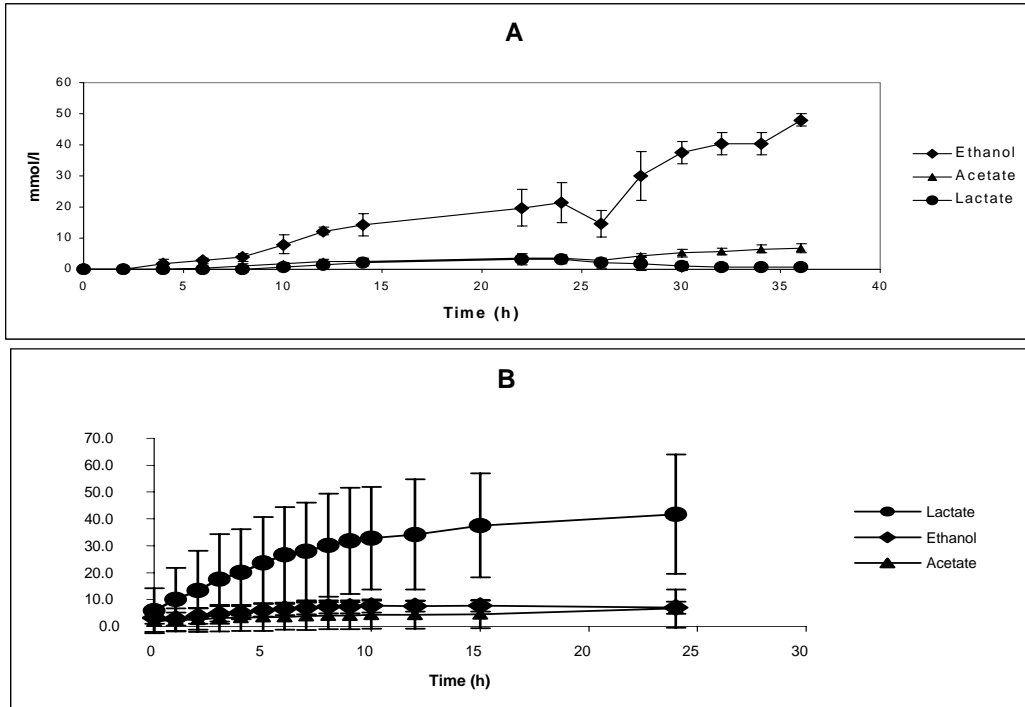 A
60
50
40
30
20
10
0
mmol/l
0 5 10 15 20 25 30 35 40
Time (h)
Ethanol
Acetate
Lactate
B
70.0
60.0
50.0
40.0
30.0
20.0
10.0
0.0
0 5 10 15 20 25 30
Time (h)
Lactate
Ethanol
Acetate